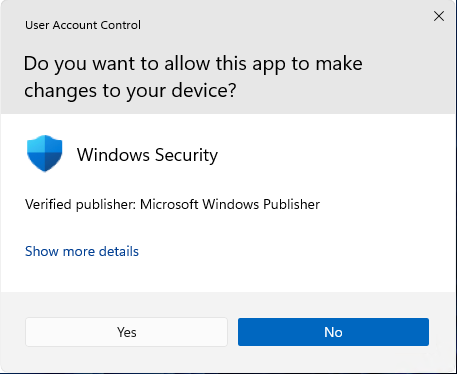 User Account Control
Do you want to allow this app to make
changes to your device?
Windows Security
Verified publisher: Microsoft Windows Publisher
Show more details
Yes
No